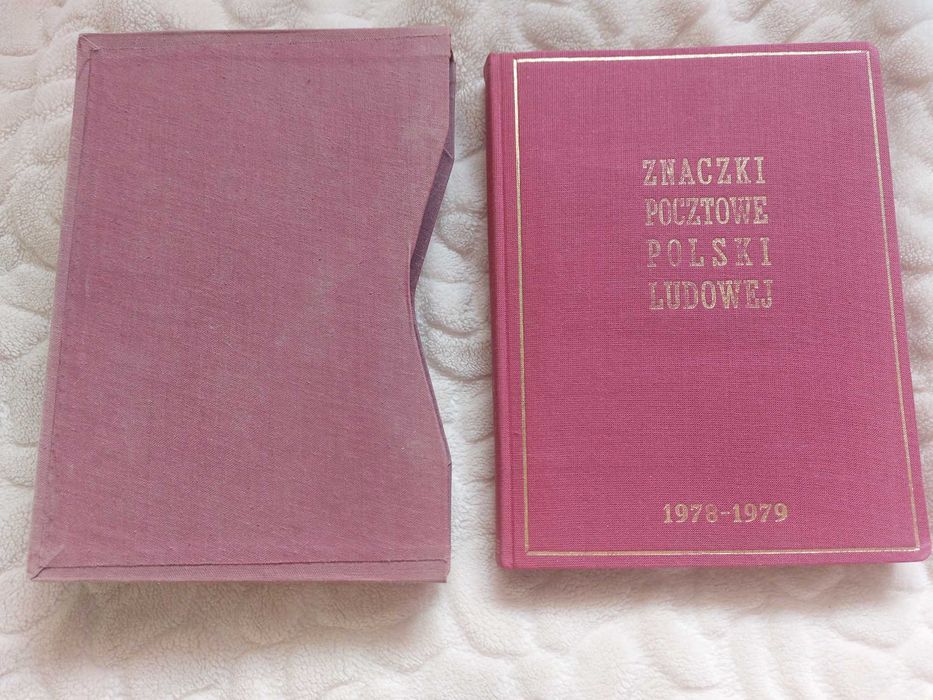 ZNACZKI
POCZTOWE
POLSKI
LUDOWEJ
1978-1979